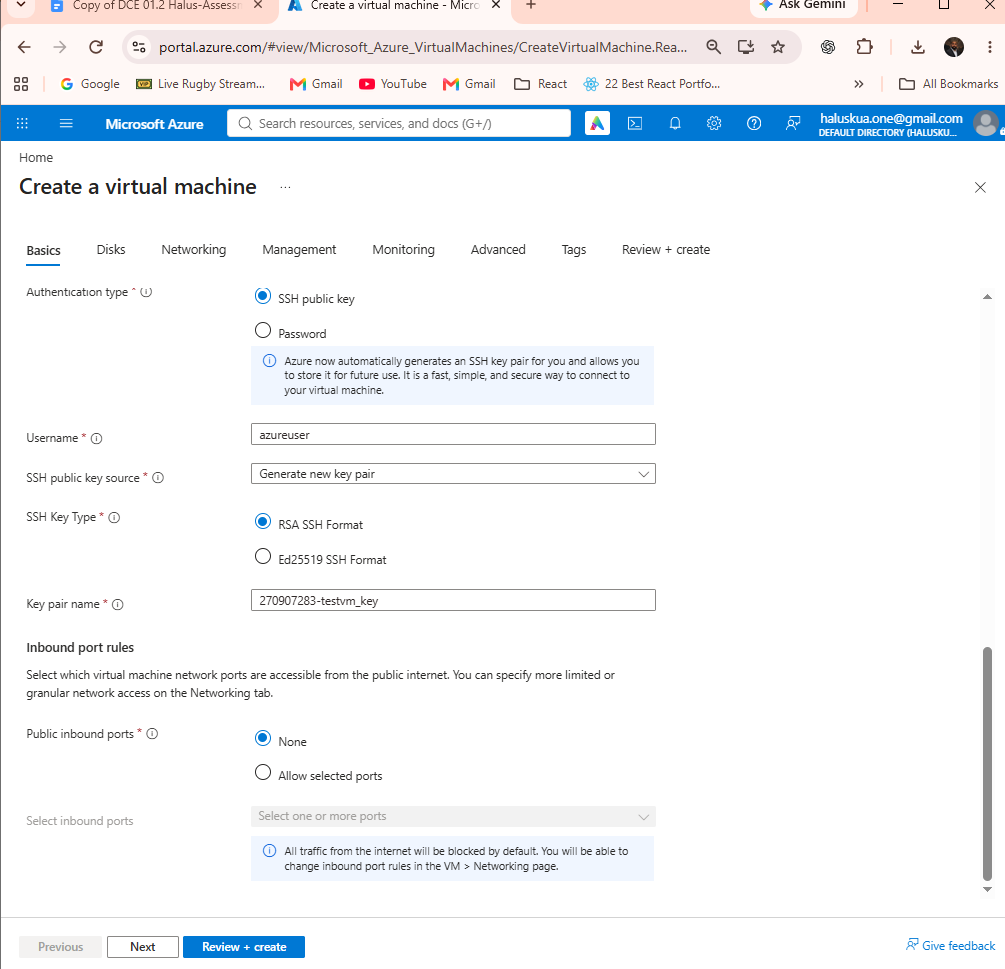 Copy of DCE 01.2 Halus-Assessm
Create a virtual machine - Micro
Ask Gemini
portal.azure.com/#view/Microsoft_Azure_VirtualMachines/CreateVirtualMachine.Rea...
Google
Live Rugby Stream...
Gmail
YouTube
Gmail
React
22 Best React Portfo...
All Bookmarks
Microsoft Azure
Search resources, services, and docs (G+/)
haluskua.one@gmail.com
DEFAULT DIRECTORY (HALUSKU...
Home
Create a virtual machine ...
Basics
Disks
Networking
Management
Monitoring
Advanced
Tags
Review + create
Authentication type *
SSH public key
Password
Azure now automatically generates an SSH key pair for you and allows you
to store it for future use. It is a fast, simple, and secure way to connect to
your virtual machine.
Username *
azureuser
SSH public key source *
Generate new key pair
SSH Key Type *
RSA SSH Format
Ed25519 SSH Format
Key pair name *
270907283-testvm_key
Inbound port rules
Select which virtual machine network ports are accessible from the public internet. You can specify more limited or
granular network access on the Networking tab.
Public inbound ports *
None
Allow selected ports
Select inbound ports
Select one or more ports
All traffic from the internet will be blocked by default. You will be able to
change inbound port rules in the VM > Networking page.
Previous
Next
Review + create
Give feedback